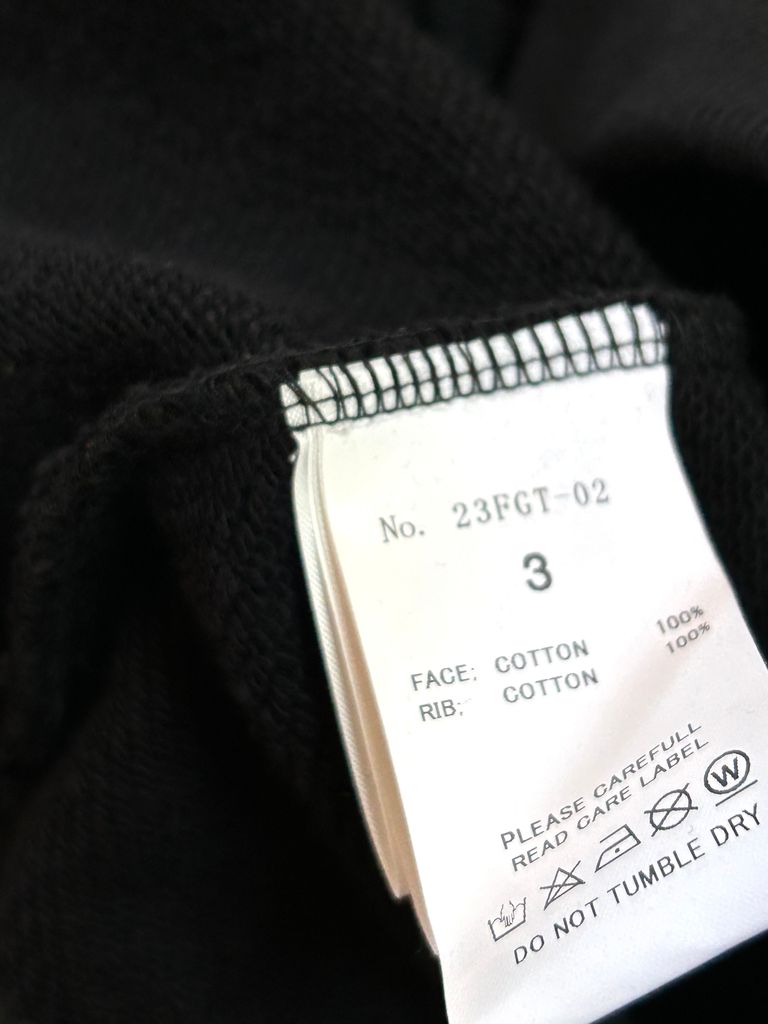 No. 23FGT-02
3
FACE: COTTON 100%
RIB: COTTON 100%
PLEASE CAREFULL
READ CARE LABEL
W
DO NOT TUMBLE DRY